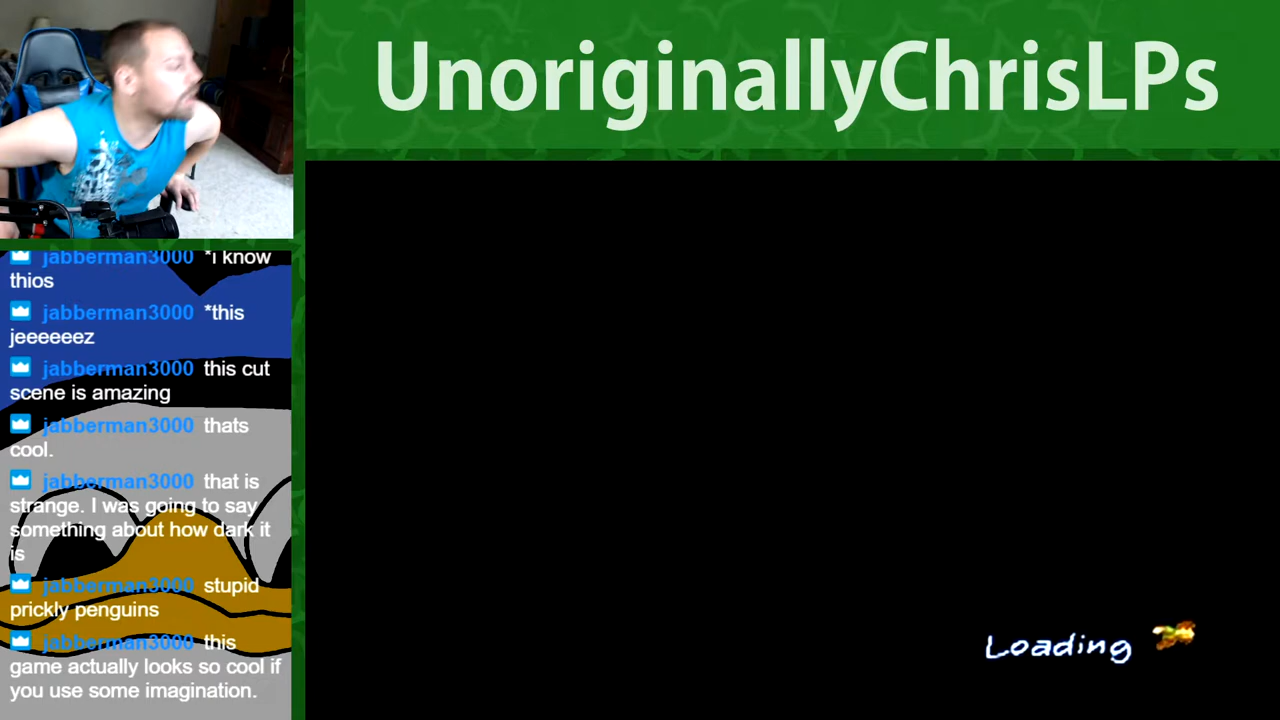 UnoriginallyChrisLPs
jabberman3000 *i know
thios
jabberman3000 *this
jeeeeeez
jabberman3000 this cut
scene is amazing
jabberman3000 thats
cool.
jabberman3000 that is
strange. I was going to say
something about how dark it
is
jabberman3000 stupid
prickly penguins
jabberman3000 this
game actually looks so cool if
you use some imagination.
Loading